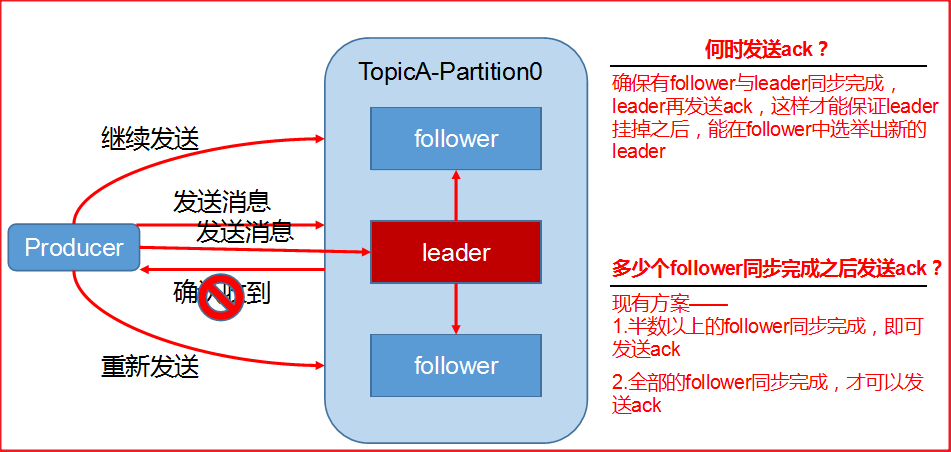 TopicA-Partition0
follower
继续发送
发送消息
发送消息
Producer
leader
确认收到
重新发送
follower
何时发送ack？
确保有follower与leader同步完成，
leader再发送ack，这样才能保证leader
挂掉之后，能在follower中选举出新的
leader
多少个follower同步完成之后发送ack？
现有方案——
1.半数以上的follower同步完成，即可
发送ack
2.全部的follower同步完成，才可以发
送ack